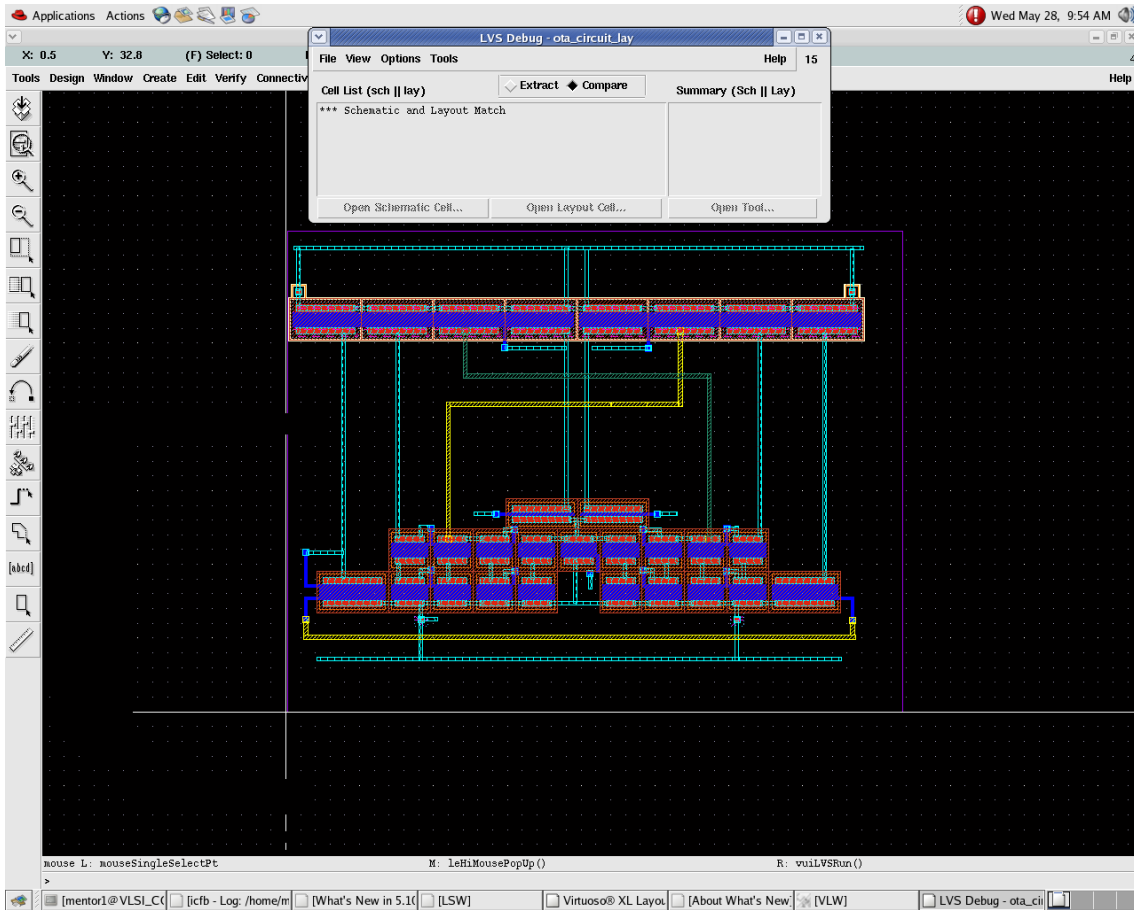 Applications Actions Wed May 28, 9:54 AM
LVS Debug - ota_circuit_lay
X: 0.5 Y: 32.8 (F) Select: 0
File View Options Tools Help 15
Tools Design Window Create Edit Verify Connectiv Help
Extract Compare
Cell List (sch || lay) Summary (Sch || Lay)
*** Schematic and Layout Match
Open Schematic Cell... Open Layout Cell... Open Tool...
[abcd]
mouse L: mouseSingleSelectPt M: leHiMousePopUp() R: vuiLVSRun()
>
[mentor1@VLSI_C [icfb - Log: /home/m [What's New in 5.1 [LSW] Virtuoso® XL Layou [About What's New [VLW] LVS Debug - ota_cir